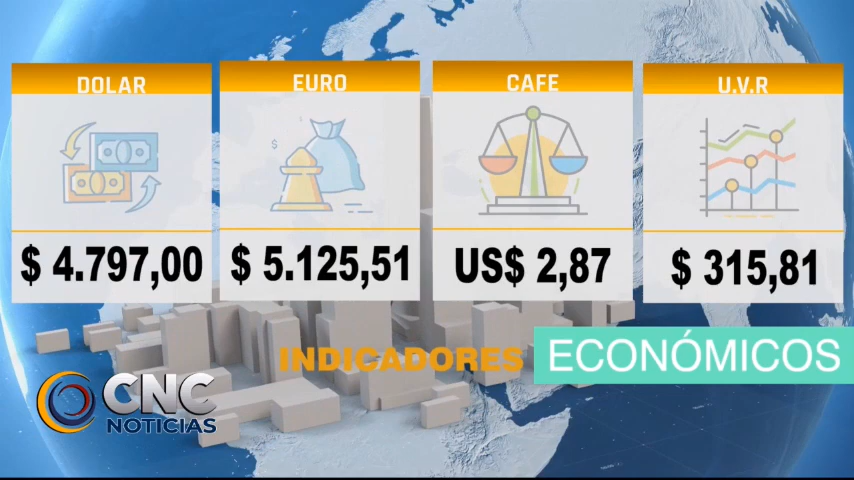 DOLAR
EURO
CAFE
U.V.R
$ 4.797,00
$ 5.125,51
US$ 2,87
$ 315,81
INDICADORES ECONÓMICOS
CNC
NOTICIAS